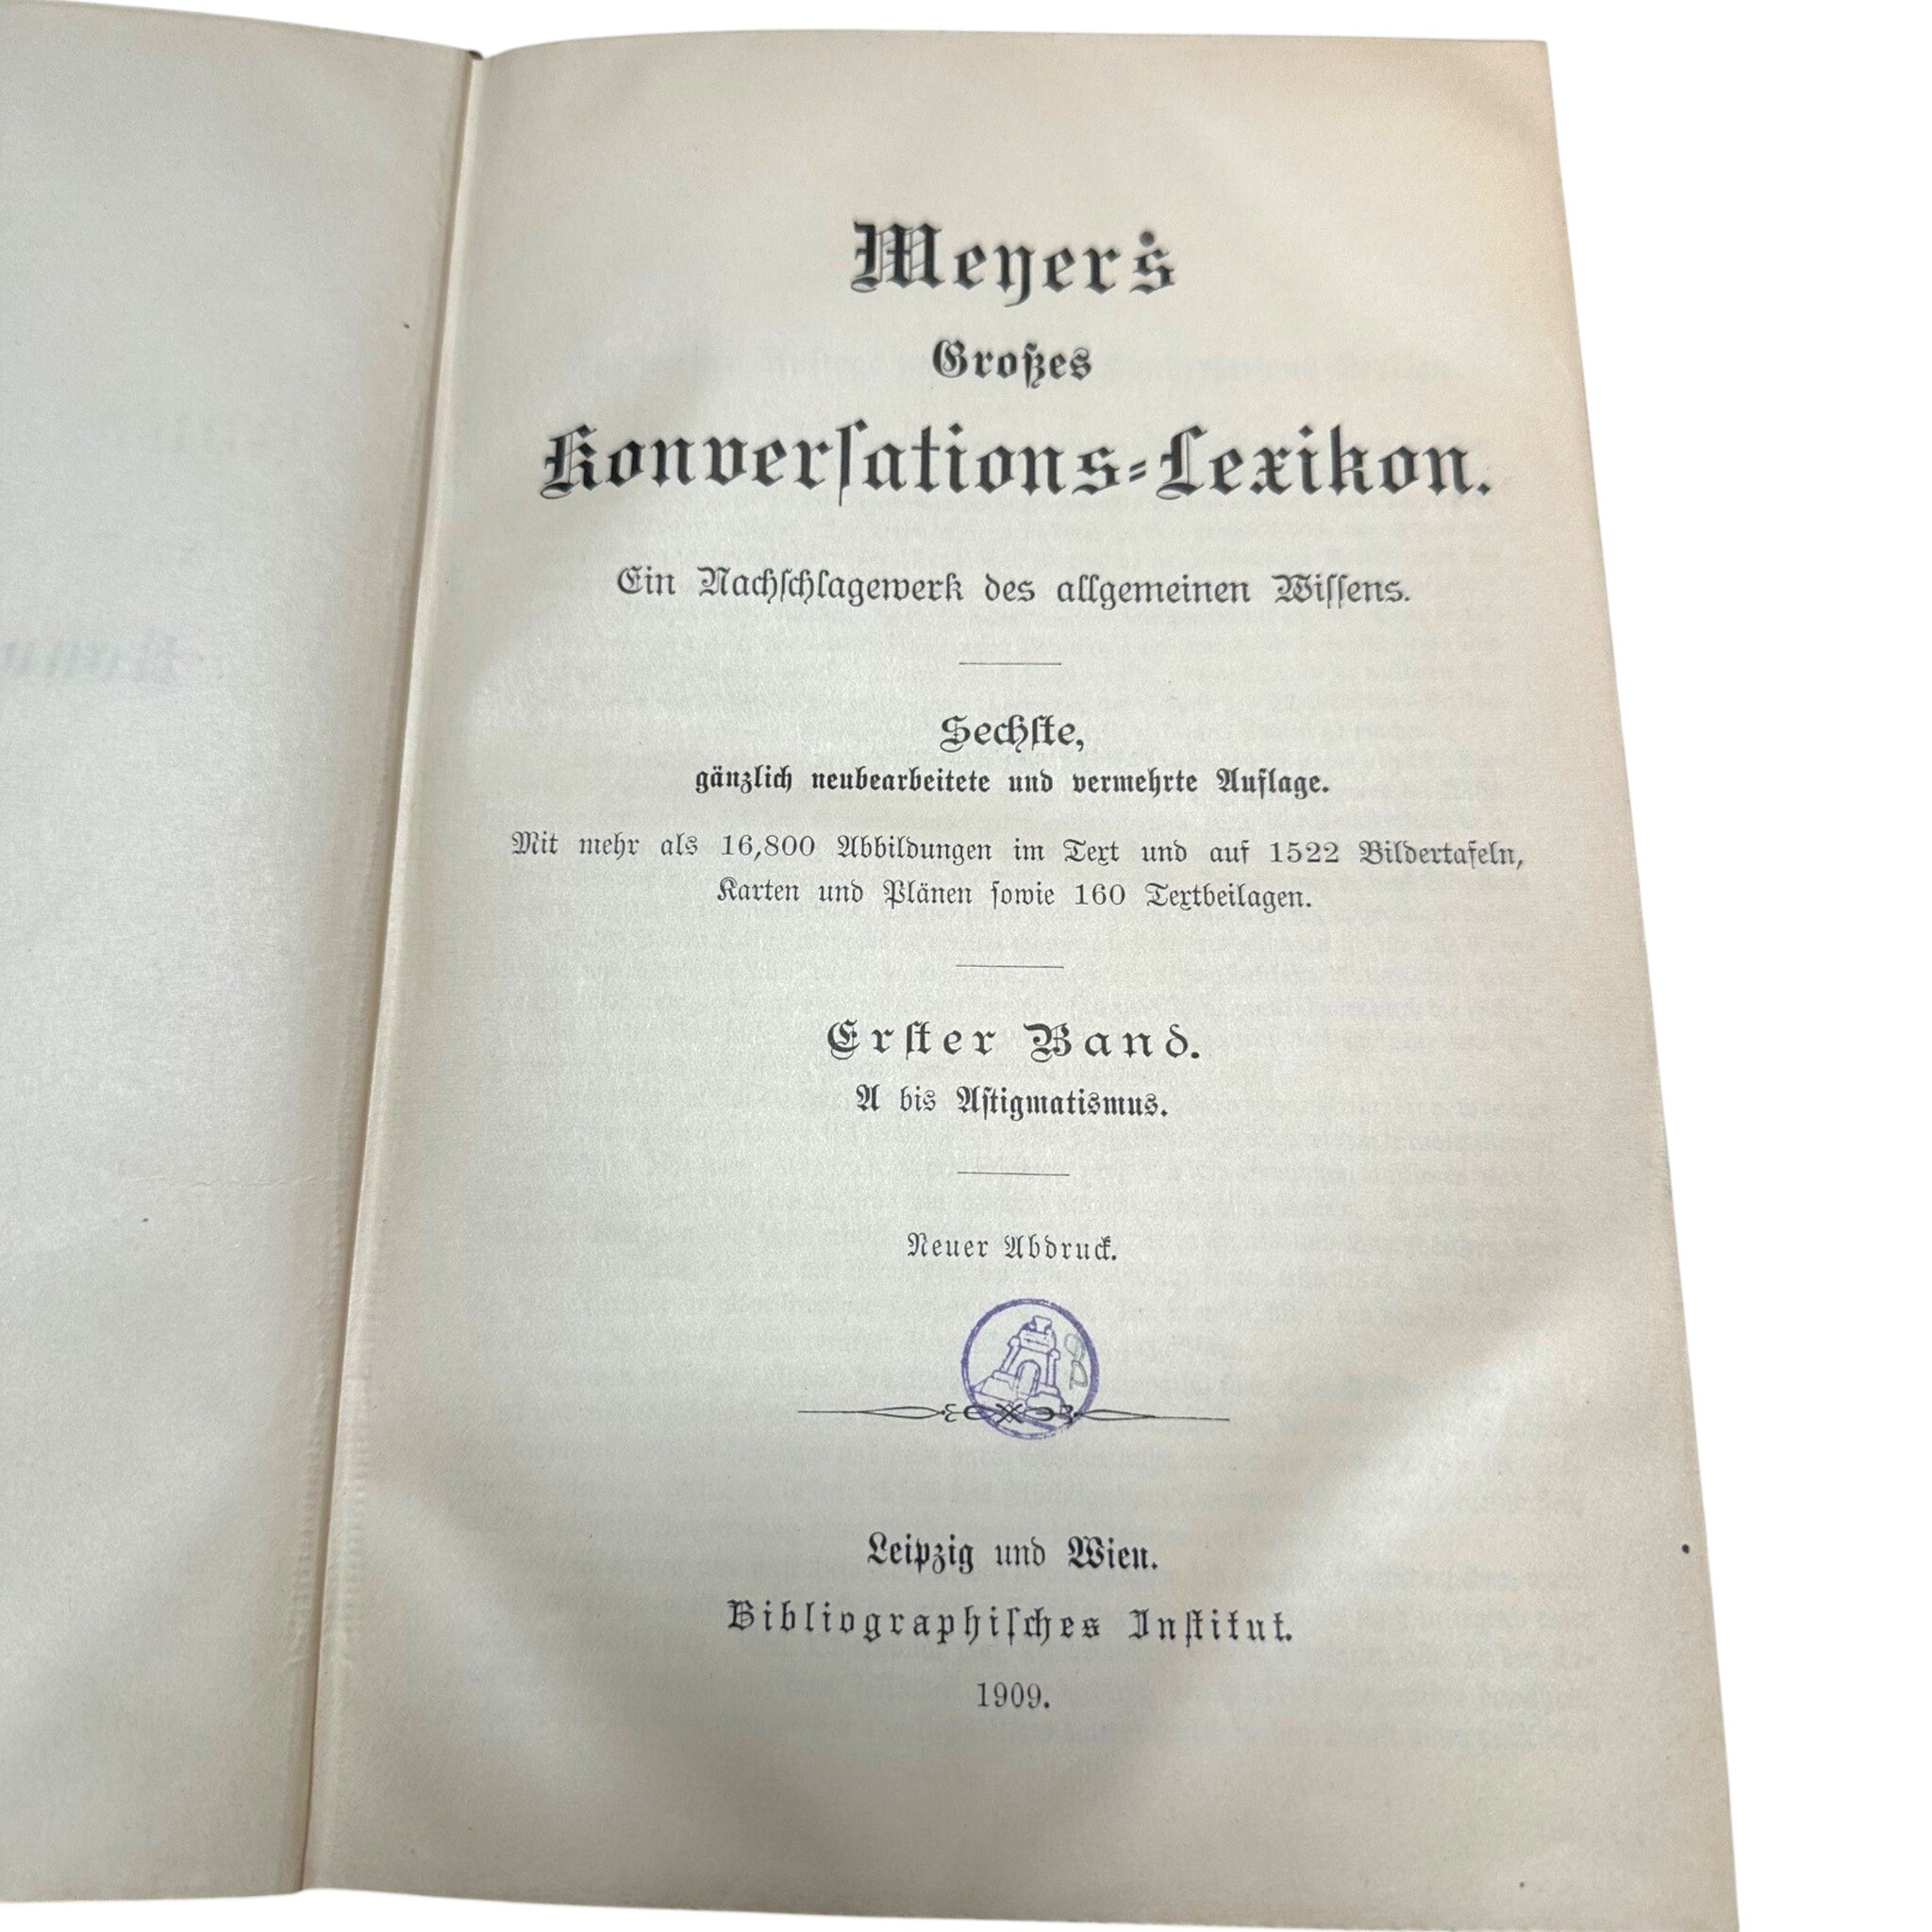 Meyers
Großes
Konverſations-Lexikon.
Ein Nachſchlagewerk des allgemeinen Wiſſens.
Sechſte,
gänzlich neubearbeitete und vermehrte Auflage.
Mit mehr als 16,800 Abbildungen im Text und auf 1522 Bildertafeln,
Karten und Plänen ſowie 160 Textbeilagen.
Erſter Band.
A bis Aſtigmatismus.
Neuer Abdruck.
Leipzig und Wien.
Bibliographiſches Inſtitut.
1909.